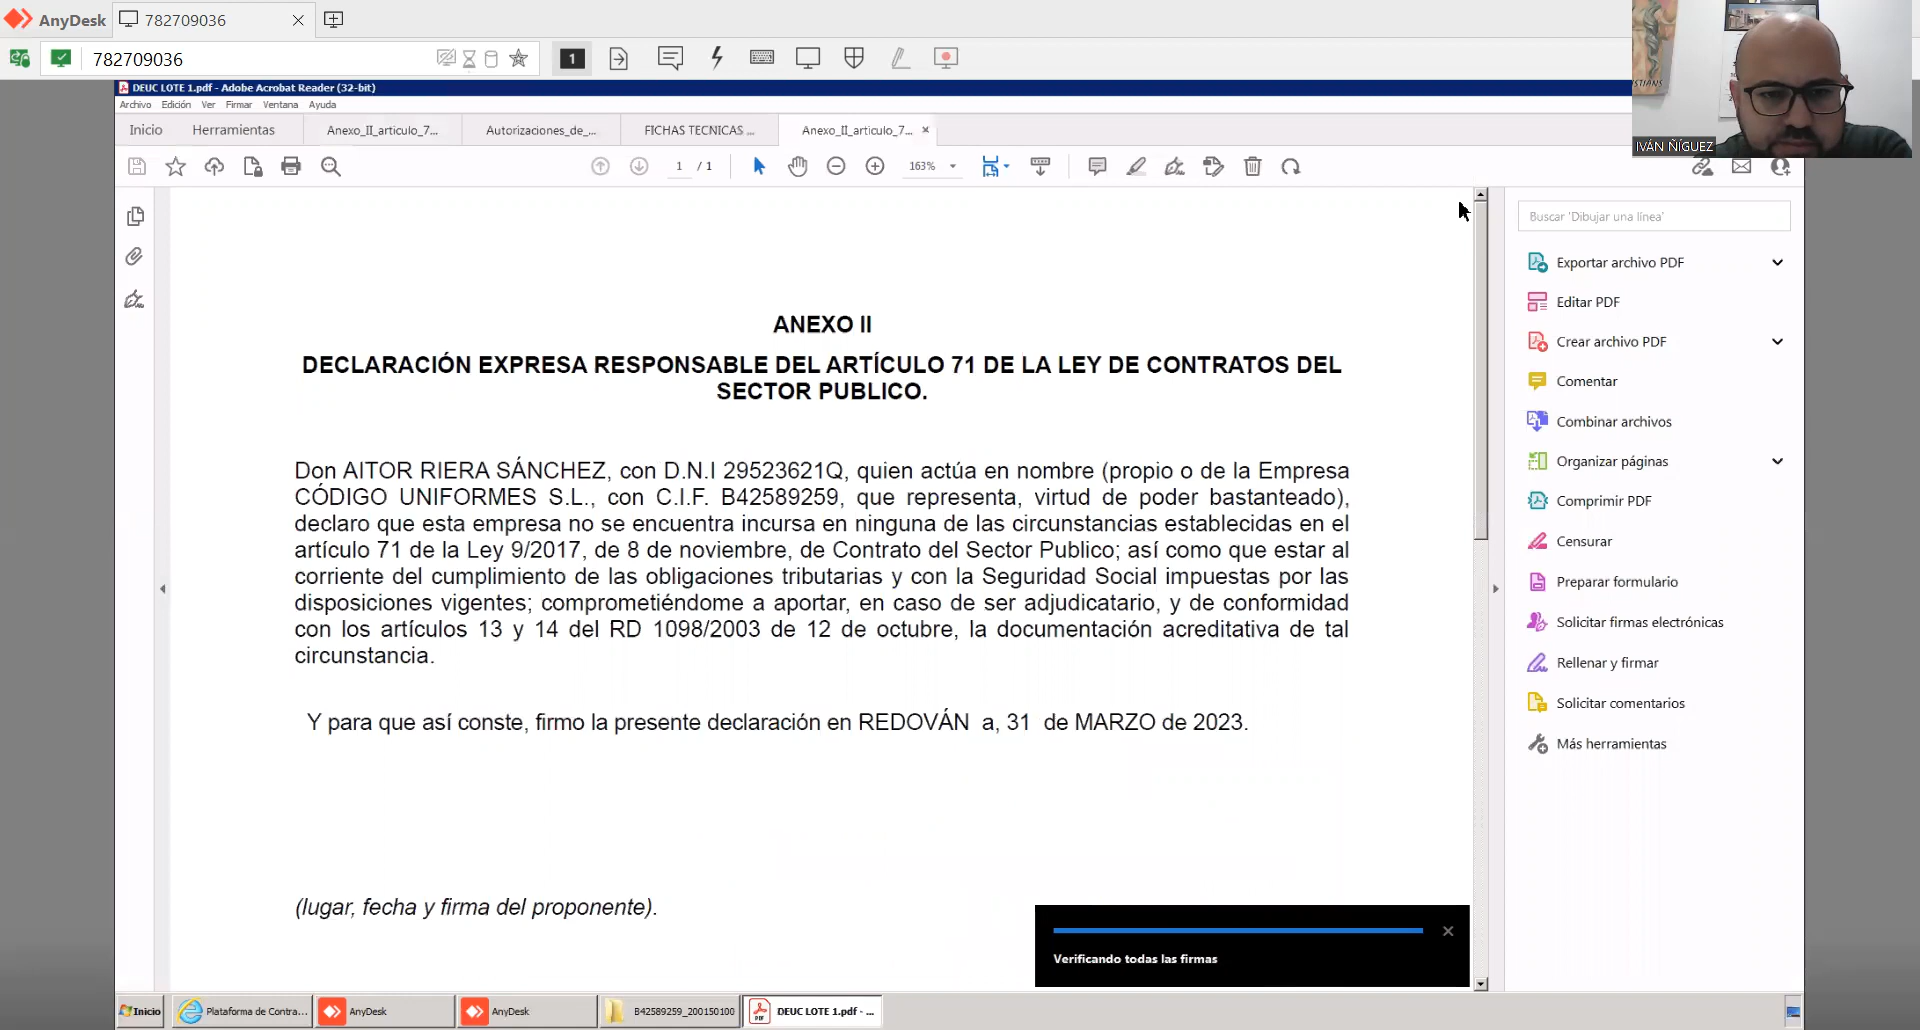 AnyDesk
782709036
782709036
1
DEUC LOTE 1.pdf - Adobe Acrobat Reader (32-bit)
Archivo Edición Ver Firmar Ventana Ayuda
Inicio Herramientas Anexo_II_articulo_7... Autorizaciones_de_... FICHAS TECNICAS ... Anexo_II_articulo_7...
1 / 1 163%
IVÁN ÑÍGUEZ
ANEXO II
DECLARACIÓN EXPRESA RESPONSABLE DEL ARTÍCULO 71 DE LA LEY DE CONTRATOS DEL
SECTOR PUBLICO.
Don AITOR RIERA SÁNCHEZ, con D.N.I 29523621Q, quien actúa en nombre (propio o de la Empresa
CÓDIGO UNIFORMES S.L., con C.I.F. B42589259, que representa, virtud de poder bastanteado),
declaro que esta empresa no se encuentra incursa en ninguna de las circunstancias establecidas en el
artículo 71 de la Ley 9/2017, de 8 de noviembre, de Contrato del Sector Publico; así como que estar al
corriente del cumplimiento de las obligaciones tributarias y con la Seguridad Social impuestas por las
disposiciones vigentes; comprometiéndome a aportar, en caso de ser adjudicatario, y de conformidad
con los artículos 13 y 14 del RD 1098/2003 de 12 de octubre, la documentación acreditativa de tal
circunstancia.
Y para que así conste, firmo la presente declaración en REDOVÁN a, 31 de MARZO de 2023.
(lugar, fecha y firma del proponente).
Buscar 'Dibujar una línea'
Exportar archivo PDF
Editar PDF
Crear archivo PDF
Comentar
Combinar archivos
Organizar páginas
Comprimir PDF
Censurar
Preparar formulario
Solicitar firmas electrónicas
Rellenar y firmar
Solicitar comentarios
Más herramientas
Verificando todas las firmas
Inicio Plataforma de Contra... AnyDesk AnyDesk B42589259_200150100 DEUC LOTE 1.pdf - ...